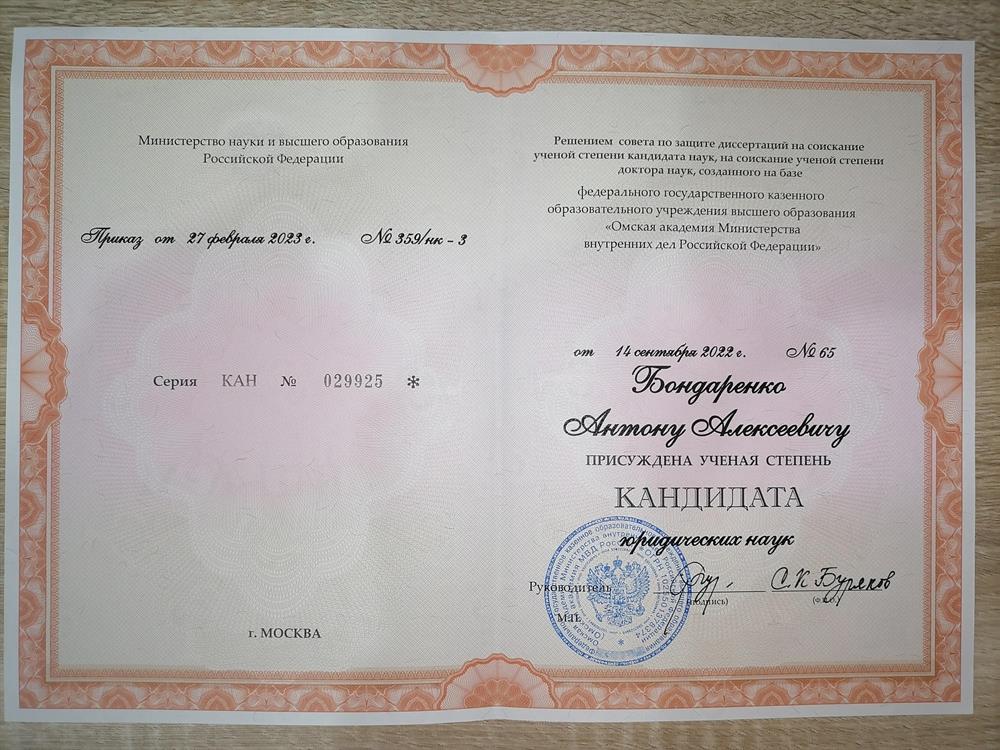 Министерство науки и высшего образования
Российской Федерации
Приказ от 27 февраля 2023 г. № 359/нк - 3
Серия КАН № 029925 *
г. МОСКВА
Решением совета по защите диссертаций на соискание
ученой степени кандидата наук, на соискание ученой степени
доктора наук, созданного на базе
федерального государственного казенного
образовательного учреждения высшего образования
«Омская академия Министерства
внутренних дел Российской Федерации»
от 14 сентября 2022 г. № 65
Бондаренко
Антону Алексеевичу
ПРИСУЖДЕНА УЧЕНАЯ СТЕПЕНЬ
КАНДИДАТА
юридических наук
Руководитель С.К Буряков
(подпись)
М.П.